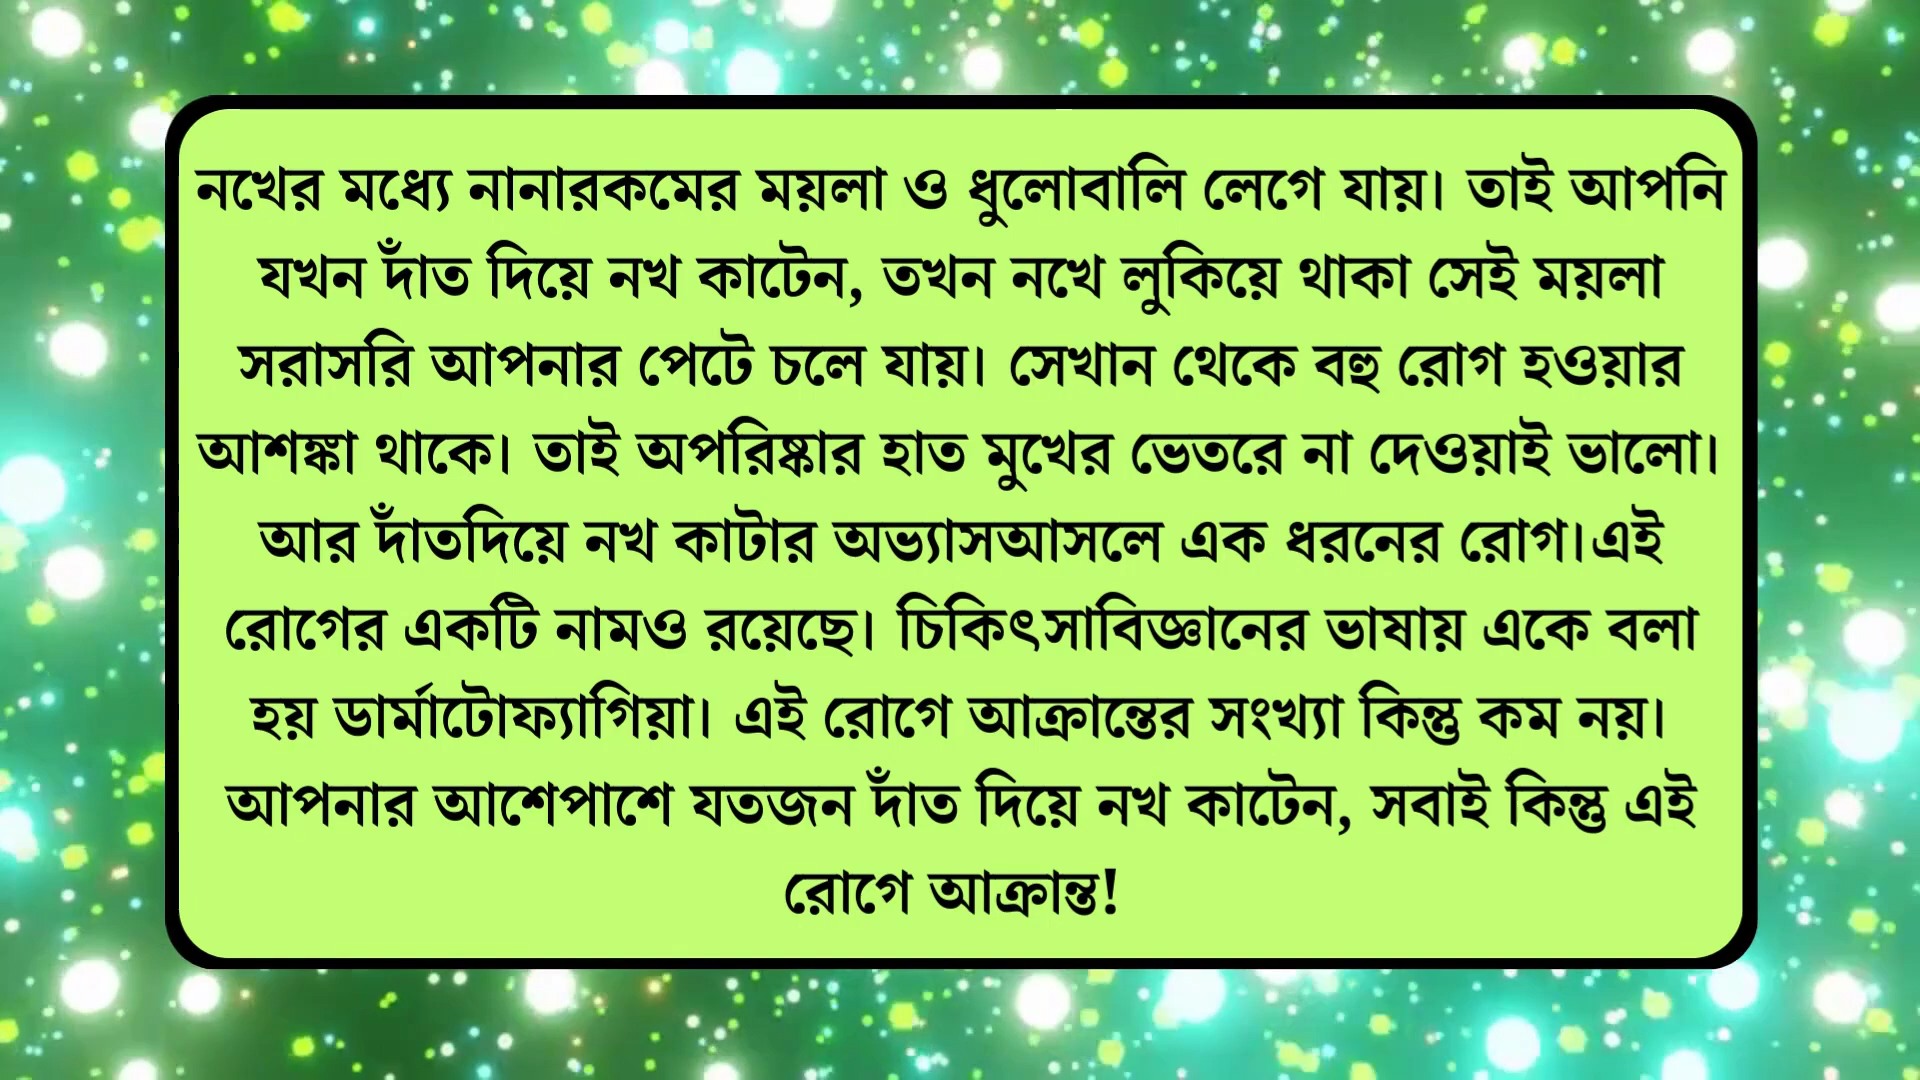 নখের মধ্যে নানারকমের ময়লা ও ধুলোবালি লেগে যায়। তাই আপনি
যখন দাঁত দিয়ে নখ কাটেন, তখন নখে লুকিয়ে থাকা সেই ময়লা
সরাসরি আপনার পেটে চলে যায়। সেখান থেকে বহু রোগ হওয়ার
আশঙ্কা থাকে। তাই অপরিষ্কার হাত মুখের ভেতরে না দেওয়াই ভালো।
আর দাঁতদিয়ে নখ কাটার অভ্যাসআসলে এক ধরনের রোগ।এই
রোগের একটি নামও রয়েছে। চিকিৎসাবিজ্ঞানের ভাষায় একে বলা
হয় ডার্মাটোফ্যাগিয়া। এই রোগে আক্রান্তের সংখ্যা কিন্তু কম নয়।
আপনার আশেপাশে যতজন দাঁত দিয়ে নখ কাটেন, সবাই কিন্তু এই
রোগে আক্রান্ত!